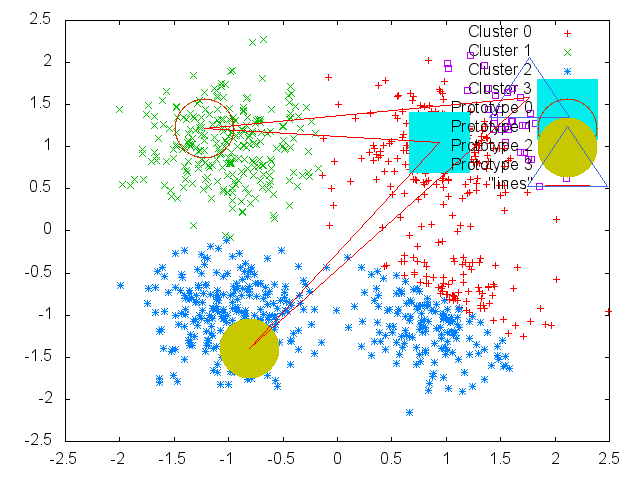 2.5
2
1.5
1
0.5
0
-0.5
-1
-1.5
-2
-2.5
-2.5
-2
-1.5
-1
-0.5
0
0.5
1
1.5
2
2.5
Cluster 0
Cluster 1
Cluster 2
Cluster 3
Prototype 0
Prototype 1
Prototype 2
Prototype 3
"lines"